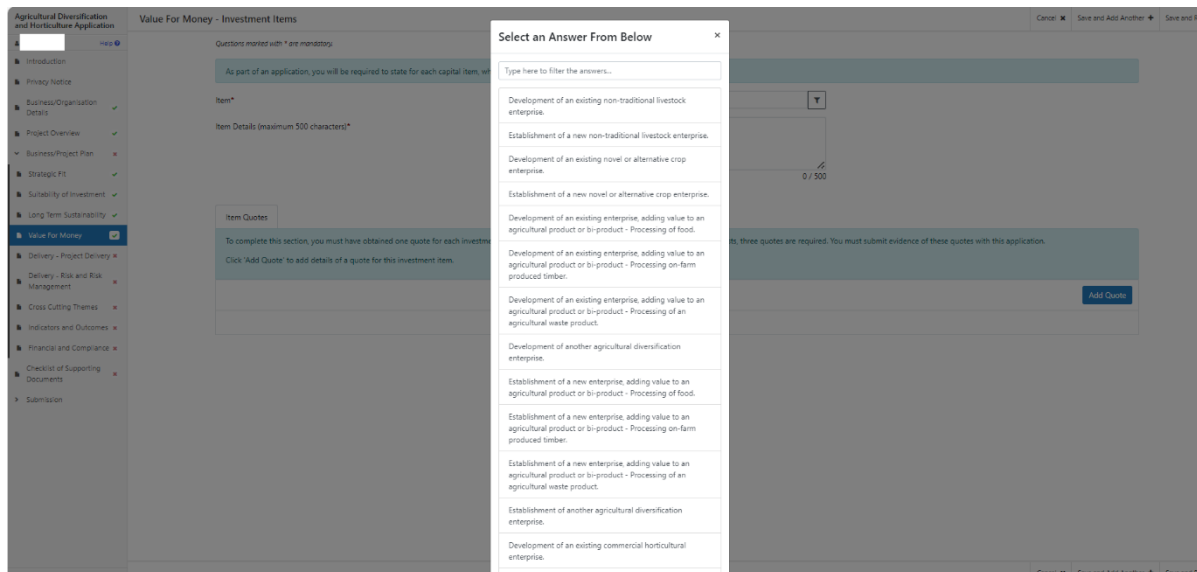 Agricultural Diversification
and Horticulture Application
Help
Introduction
Privacy Notice
Business/Organisation
Details
Project Overview
Business/Project Plan
Strategic Fit
Suitability of Investment
Long Term Sustainability
Value For Money
Delivery - Project Delivery
Delivery - Risk and Risk
Management
Cross Cutting Themes
Indicators and Outcomes
Financial and Compliance
Checklist of Supporting
Documents
Submission
Value For Money - Investment Items
Cancel Save and Add Another Save and
Questions marked with * are mandatory.
As part of an application, you will be required to state for each capital item, wh
Item*
Item Details (maximum 500 characters)*
0 / 500
Item Quotes
To complete this section, you must have obtained one quote for each investme
ts, three quotes are required. You must submit evidence of these quotes with this application.
Click 'Add Quote' to add details of a quote for this investment item.
Add Quote
Select an Answer From Below ×
Type here to filter the answers...
Development of an existing non-traditional livestock
enterprise.
Establishment of a new non-traditional livestock enterprise.
Development of an existing novel or alternative crop
enterprise.
Establishment of a new novel or alternative crop enterprise.
Development of an existing enterprise, adding value to an
agricultural product or bi-product - Processing of food.
Development of an existing enterprise, adding value to an
agricultural product or bi-product - Processing on-farm
produced timber.
Development of an existing enterprise, adding value to an
agricultural product or bi-product - Processing of an
agricultural waste product.
Development of another agricultural diversification
enterprise.
Establishment of a new enterprise, adding value to an
agricultural product or bi-product - Processing of food.
Establishment of a new enterprise, adding value to an
agricultural product or bi-product - Processing on-farm
produced timber.
Establishment of a new enterprise, adding value to an
agricultural product or bi-product - Processing of an
agricultural waste product.
Establishment of another agricultural diversification
enterprise.
Development of an existing commercial horticultural
enterprise.